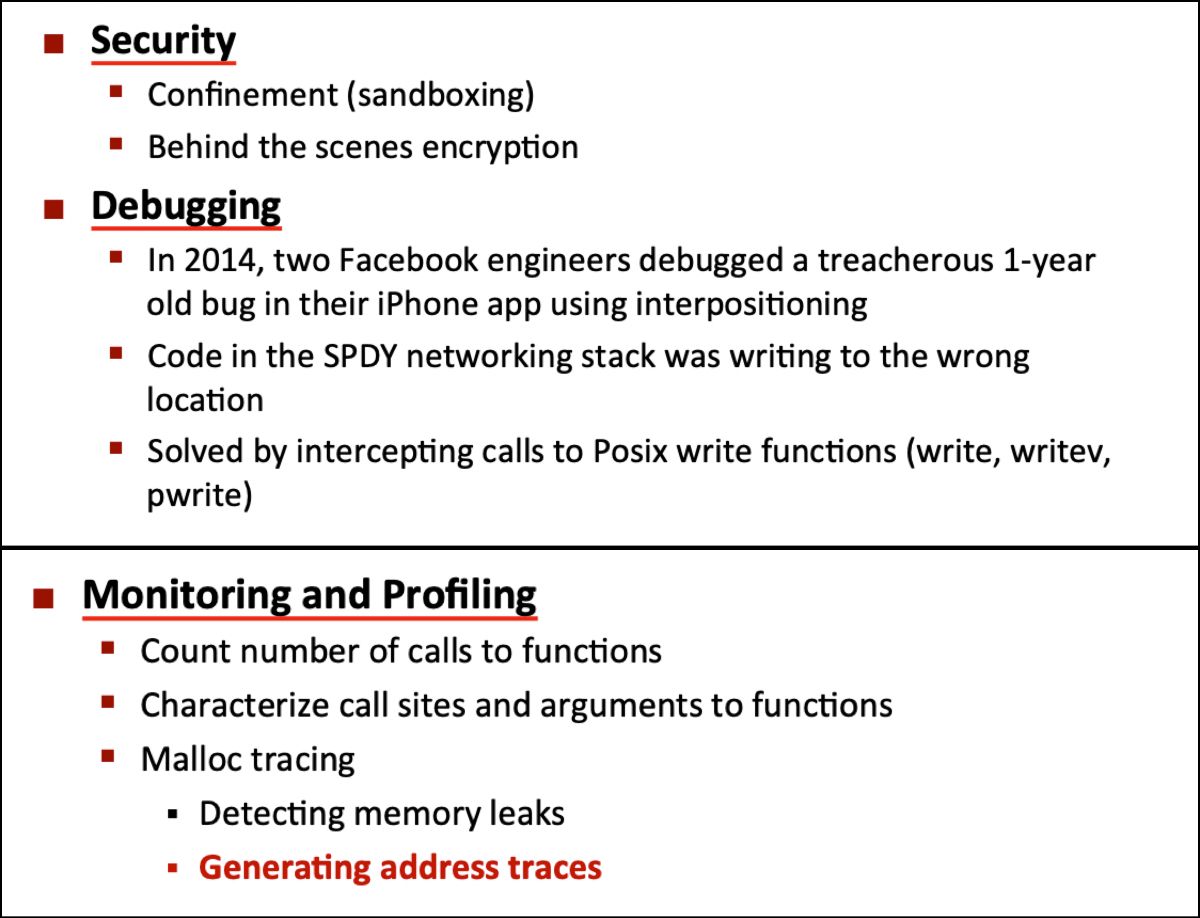 Security
Confinement (sandboxing)
Behind the scenes encryption
Debugging
In 2014, two Facebook engineers debugged a treacherous 1-year
old bug in their iPhone app using interpositioning
Code in the SPDY networking stack was writing to the wrong
location
Solved by intercepting calls to Posix write functions (write, writev,
pwrite)
Monitoring and Profiling
Count number of calls to functions
Characterize call sites and arguments to functions
Malloc tracing
Detecting memory leaks
Generating address traces